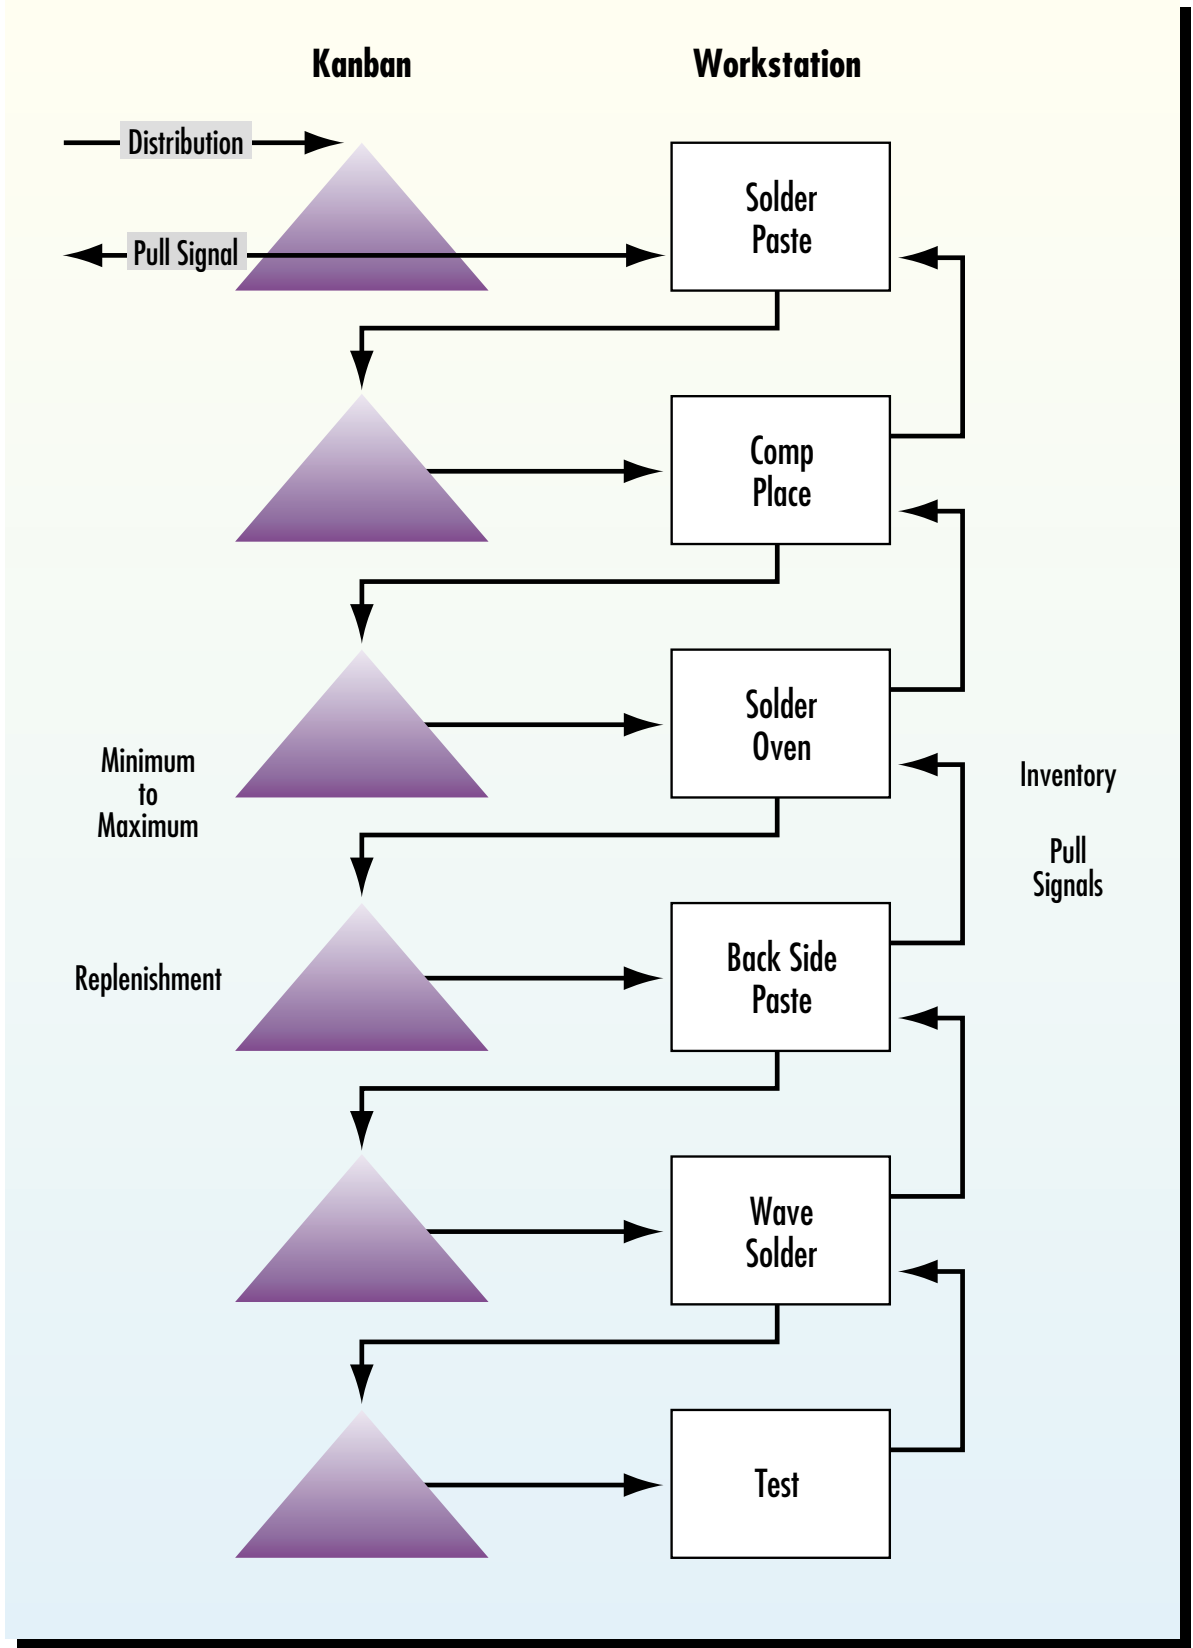 Kanban
Workstation
Distribution
Pull Signal
Solder
Paste
Comp
Place
Solder
Oven
Minimum
to
Maximum
Inventory
Pull
Signals
Back Side
Paste
Replenishment
Wave
Solder
Test